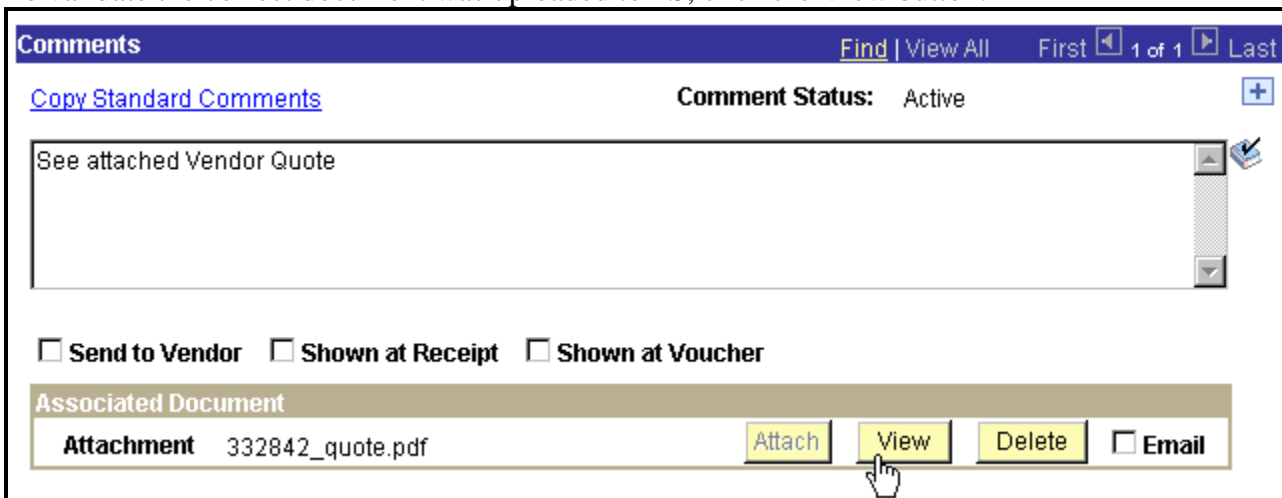 Comments Find | View All First 1 of 1 Last
Copy Standard Comments Comment Status: Active
See attached Vendor Quote
Send to Vendor Shown at Receipt Shown at Voucher
Associated Document
Attachment 332842_quote.pdf Attach View Delete Email